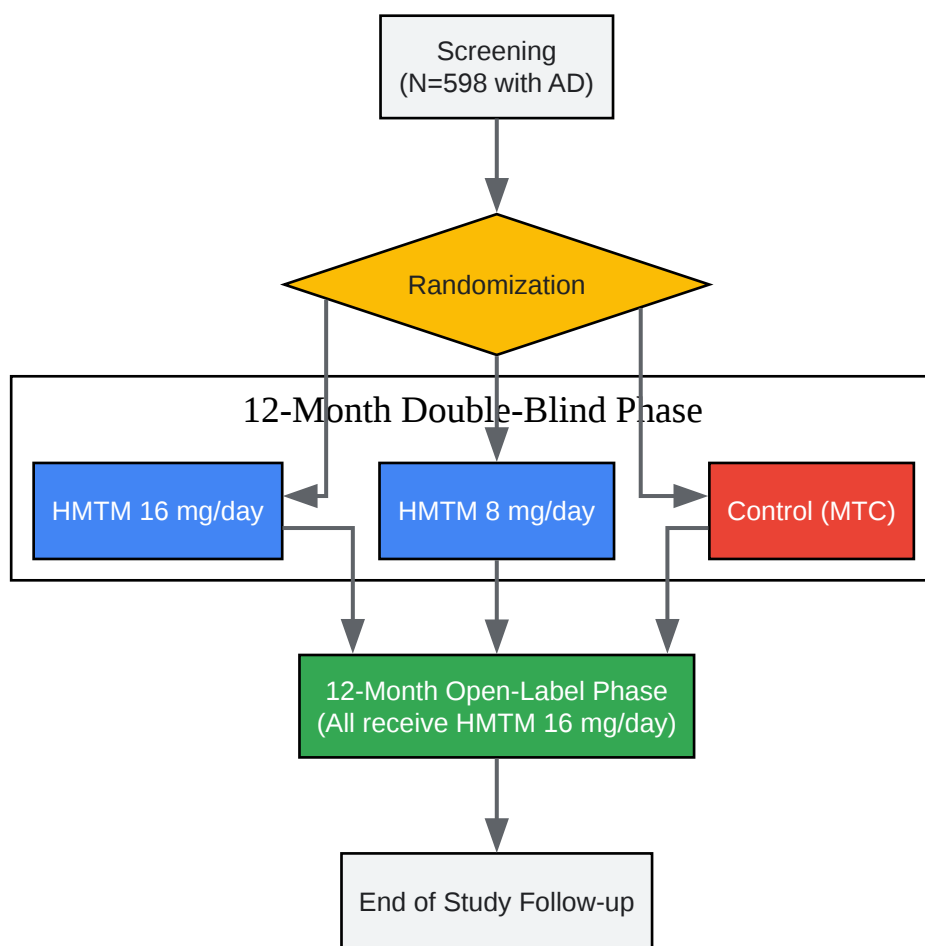 Screening
(N=598 with AD)
Randomization
12-Month Double-Blind Phase
HMTM 16 mg/day
HMTM 8 mg/day
Control (MTC)
12-Month Open-Label Phase
(All receive HMTM 16 mg/day)
End of Study Follow-up